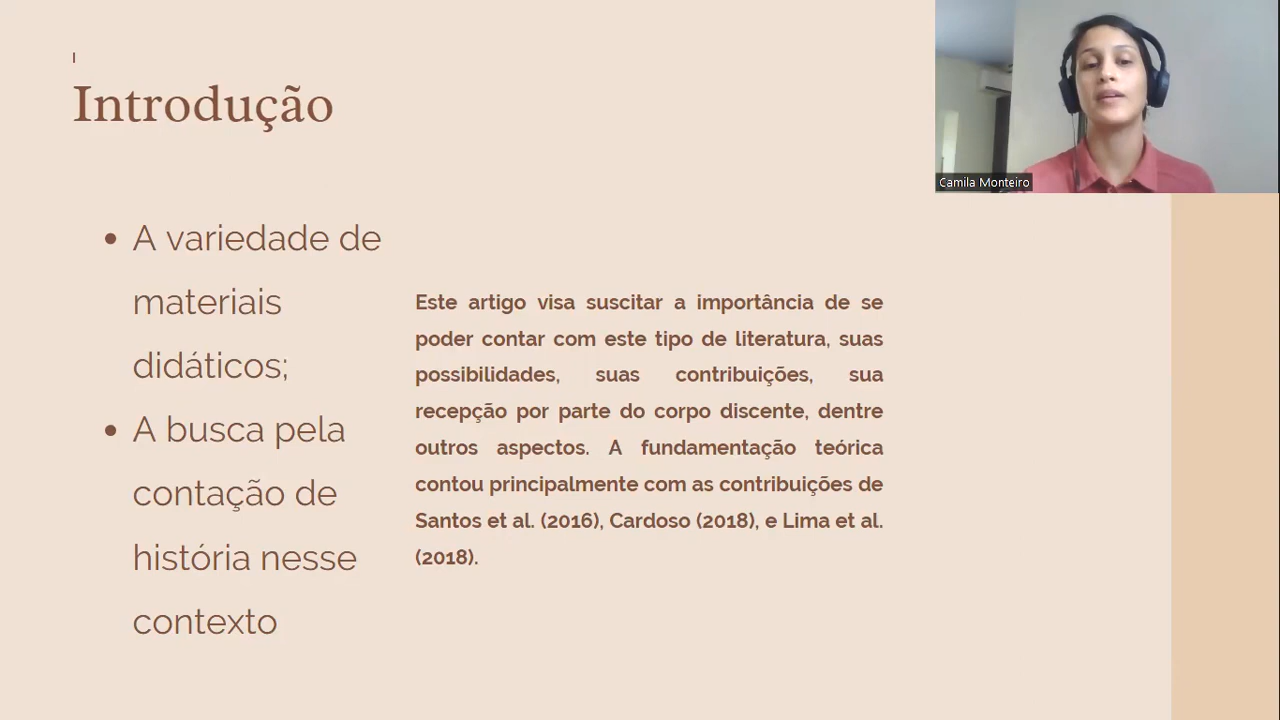 I
Introdução
A variedade de
materiais
didáticos;
A busca pela
contação de
história nesse
contexto
Este artigo visa suscitar a importância de se
poder contar com este tipo de literatura, suas
possibilidades, suas contribuições, sua
recepção por parte do corpo discente, dentre
outros aspectos. A fundamentação teórica
contou principalmente com as contribuições de
Santos et al. (2016), Cardoso (2018), e Lima et al.
(2018).
Camila Monteiro